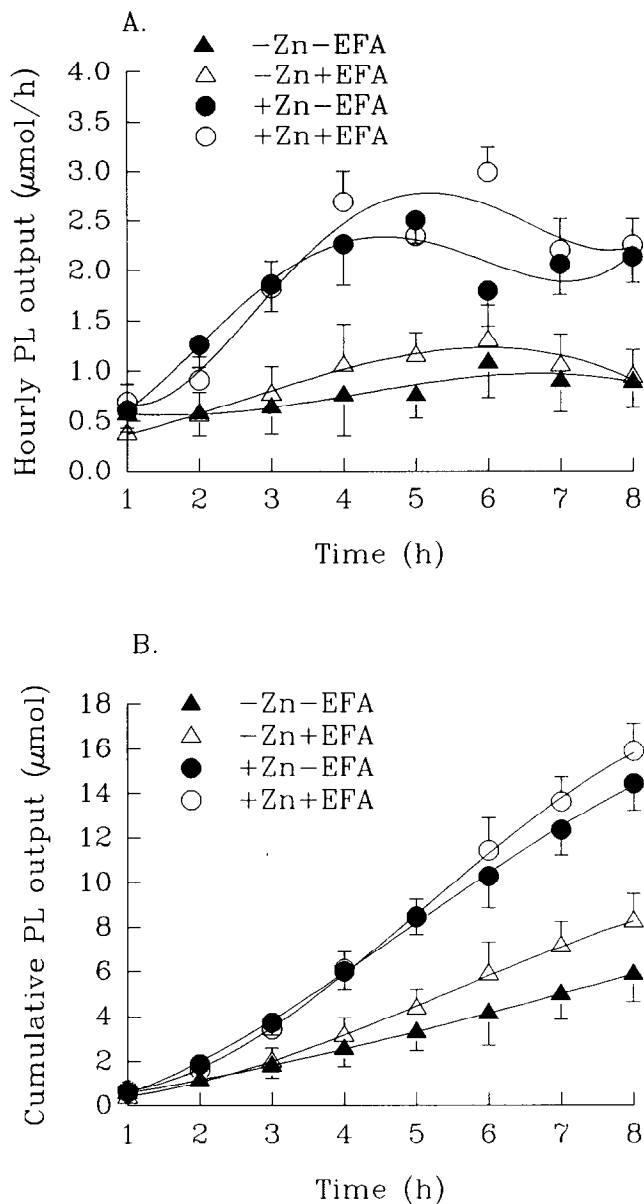 A.
−Zn−EFA
−Zn+EFA
+Zn−EFA
+Zn+EFA
Hourly PL output (μmol/h)
4.0
3.5
3.0
2.5
2.0
1.5
1.0
0.5
0.0
1 2 3 4 5 6 7 8
Time (h)
B.
−Zn−EFA
−Zn+EFA
+Zn−EFA
+Zn+EFA
Cumulative PL output (μmol)
18
16
14
12
10
8
6
4
2
0
1 2 3 4 5 6 7 8
Time (h)